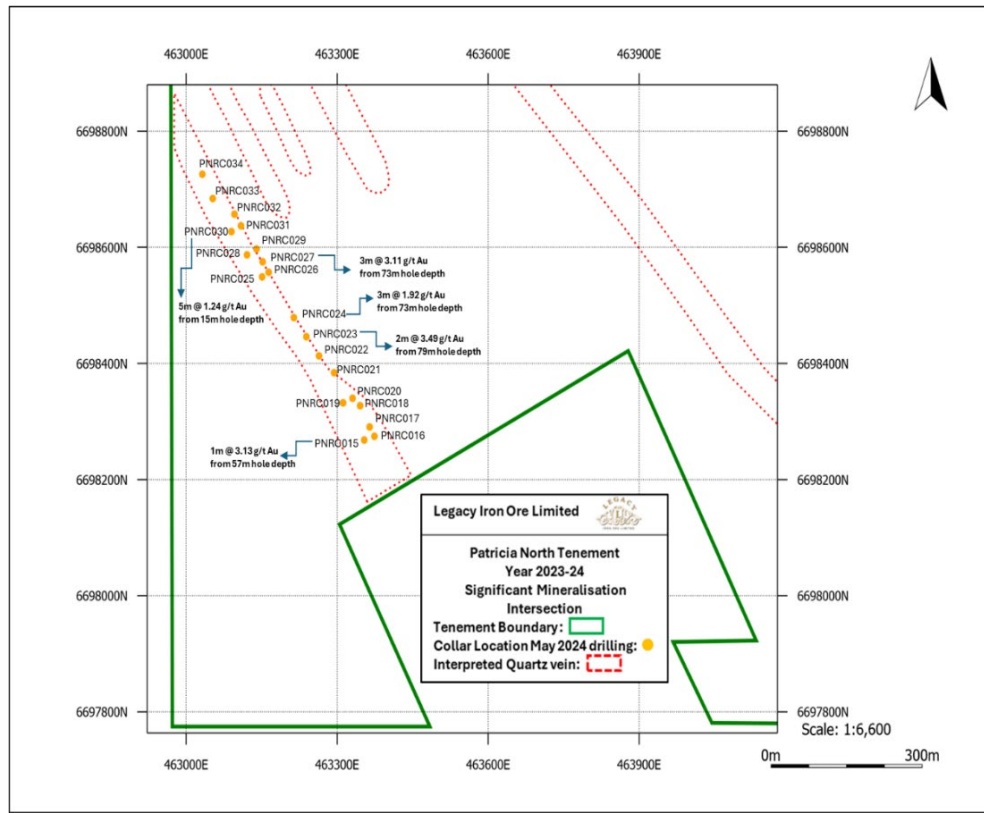 463000E
463300E
463600E
463900E
6698800N
6698800N
PNRC034
PNRC033
PNRC032
PNRC031
PNRC030
PNRC029
6698600N
6698600N
PNRC028
PNRC027
3m @ 3.11 g/t Au
from 73m hole depth
PNRC026
PNRC025
5m @ 1.24 g/t Au
from 15m hole depth
3m @ 1.92 g/t Au
from 73m hole depth
PNRC024
PNRC023
2m @ 3.49 g/t Au
from 79m hole depth
PNRC022
6698400N
6698400N
PNRC021
PNRC020
PNRC019
PNRC018
PNRC017
PNRC016
PNRC015
1m @ 3.13 g/t Au
from 57m hole depth
6698200N
6698200N
Legacy Iron Ore Limited
LEGACY
Patricia North Tenement
Year 2023-24
Significant Mineralisation
Intersection
Tenement Boundary:
Collar Location May 2024 drilling:
Interpreted Quartz vein:
6698000N
6698000N
6697800N
6697800N
Scale: 1:6,600
0m
300m
463000E
463300E
463600E
463900E